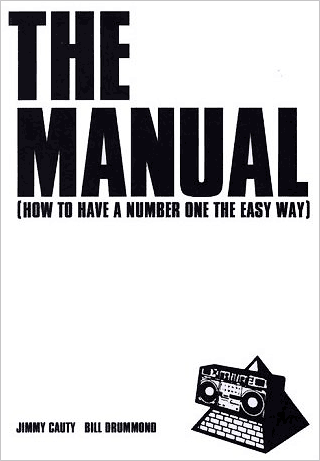 THE
MANUAL
(HOW TO HAVE A NUMBER ONE THE EASY WAY)
JIMMY CAUTY BILL DRUMMOND